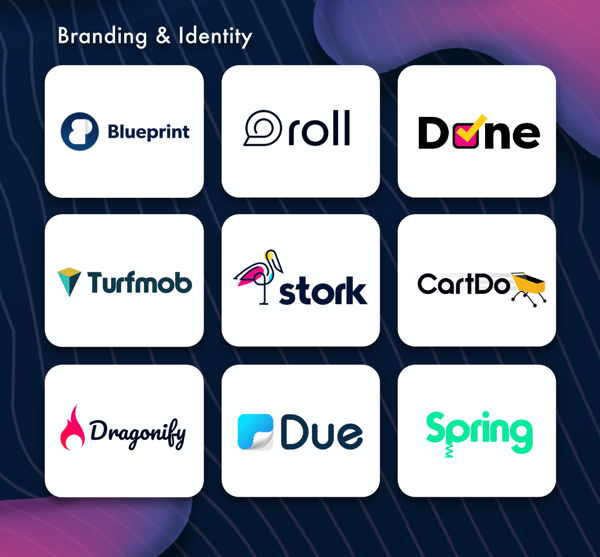 Branding & Identity
Blueprint
roll
Done
Turfmob
stork
CartDo
Dragonify
Due
Spring